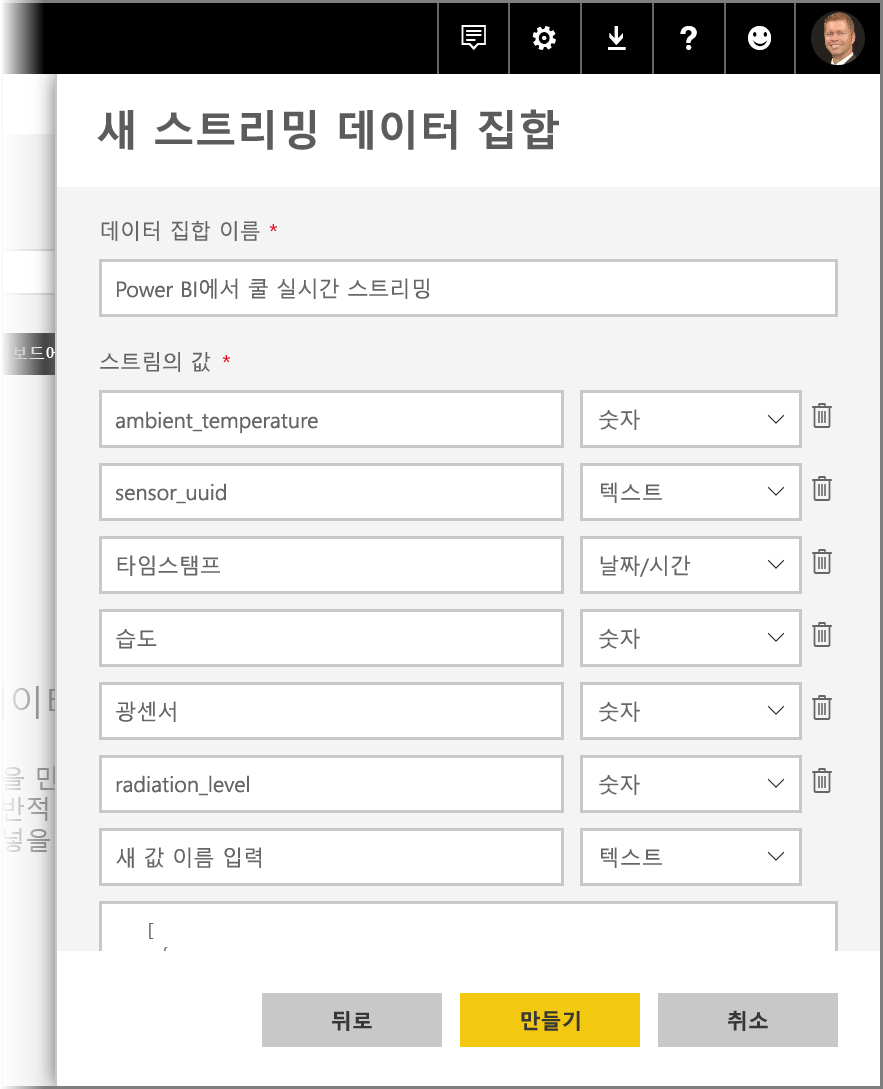 새 스트리밍 데이터 집합
데이터 집합 이름 *
Power BI에서 쿨 실시간 스트리밍
보드에
스트림의 값 *
ambient_temperature 숫자
sensor_uuid 텍스트
타임스탬프 날짜/시간
습도 숫자
광센서 숫자
이터
radiation_level 숫자
을 만
반적
넣을
새 값 이름 입력 텍스트
[
뒤로 만들기 취소